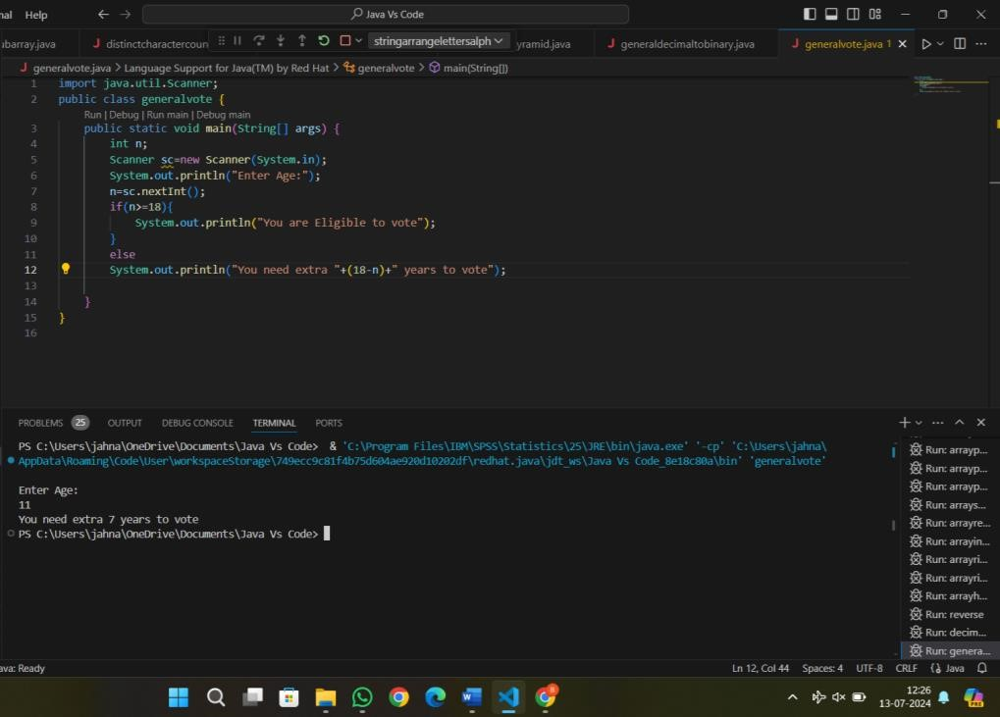 nal Help Java Vs Code
ubarray.java distinctcharactercoun stringarrangelettersalph yramid.java generaldecimaltobinary.java generalvote.java 1
generalvote.java > Language Support for Java(TM) by Red Hat > generalvote > main(String[])
1 import java.util.Scanner;
2 public class generalvote {
Run | Debug | Run main | Debug main
3 public static void main(String[] args) {
4 int n;
5 Scanner sc=new Scanner(System.in);
6 System.out.println("Enter Age:");
7 n=sc.nextInt();
8 if(n>=18){
9 System.out.println("You are Eligible to vote");
10 }
11 else
12 System.out.println("You need extra "+(18-n)+" years to vote");
13
14 }
15 }
16
PROBLEMS 25 OUTPUT DEBUG CONSOLE TERMINAL PORTS
PS C:\Users\jahna\OneDrive\Documents\Java Vs Code> & 'C:\Program Files\IBM\SPSS\Statistics\25\JRE\bin\java.exe' '-cp' 'C:\Users\jahna\
AppData\Roaming\Code\User\workspaceStorage\749ecc9c81f4b75d604ae920d10202df\redhat.java\jdt_ws\Java Vs Code_8e18c80a\bin' 'generalvote'
Enter Age:
11
You need extra 7 years to vote
PS C:\Users\jahna\OneDrive\Documents\Java Vs Code>
Run: arrayp...
Run: arrayp...
Run: arrayp...
Run: arrays...
Run: arrayre...
Run: arrayin...
Run: arrayri...
Run: arrayri...
Run: arrayh...
Run: reverse
Run: decim...
Run: genera...
ava: Ready Ln 12, Col 44 Spaces: 4 UTF-8 CRLF {} Java
12:26
13-07-2024
PRE